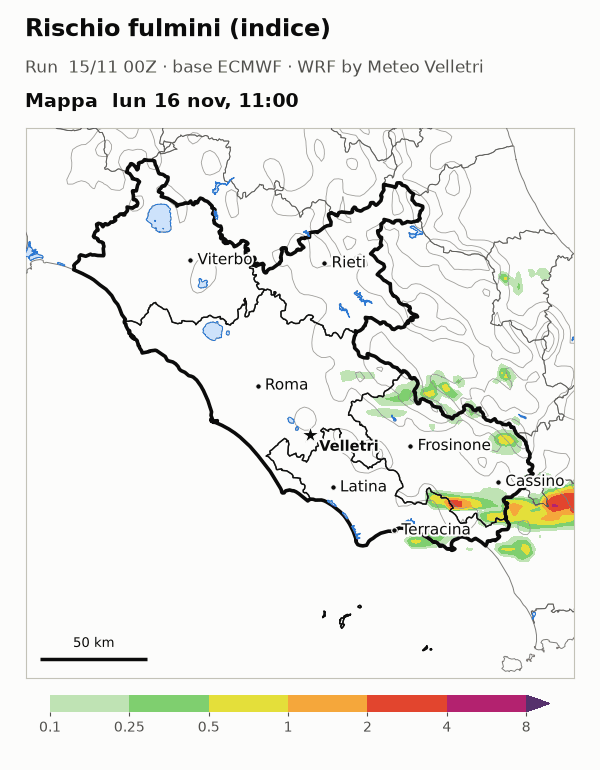 Rischio fulmini (indice)
Run  15/11 00Z · base ECMWF · WRF by Meteo Velletri
Mappa  lun 16 nov, 11:00
Viterbo
Rieti
Roma
Velletri
Frosinone
Latina
Cassino
Terracina
50 km
0.1 0.25 0.5 1 2 4 8